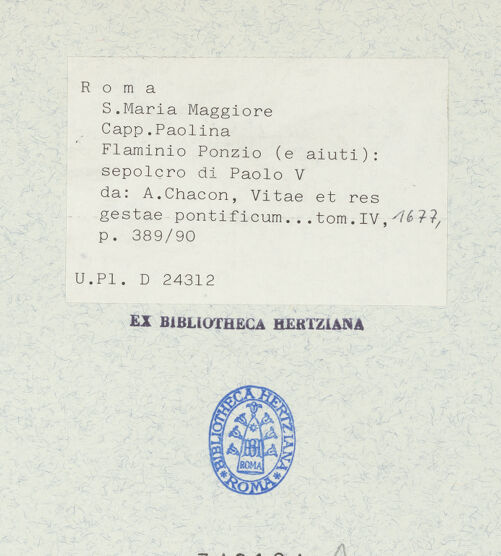 R o m a
S.Maria Maggiore
Capp.Paolina
Flaminio Ponzio (e aiuti):
sepolcro di Paolo V
da: A.Chacon, Vitae et res
gestae pontificum...tom.IV, 1677,
p. 389/90
U.Pl. D 24312
EX BIBLIOTHECA HERTZIANA
BIBLIOTHECA HERTZIANA
BH
ROMA
* ROMA *